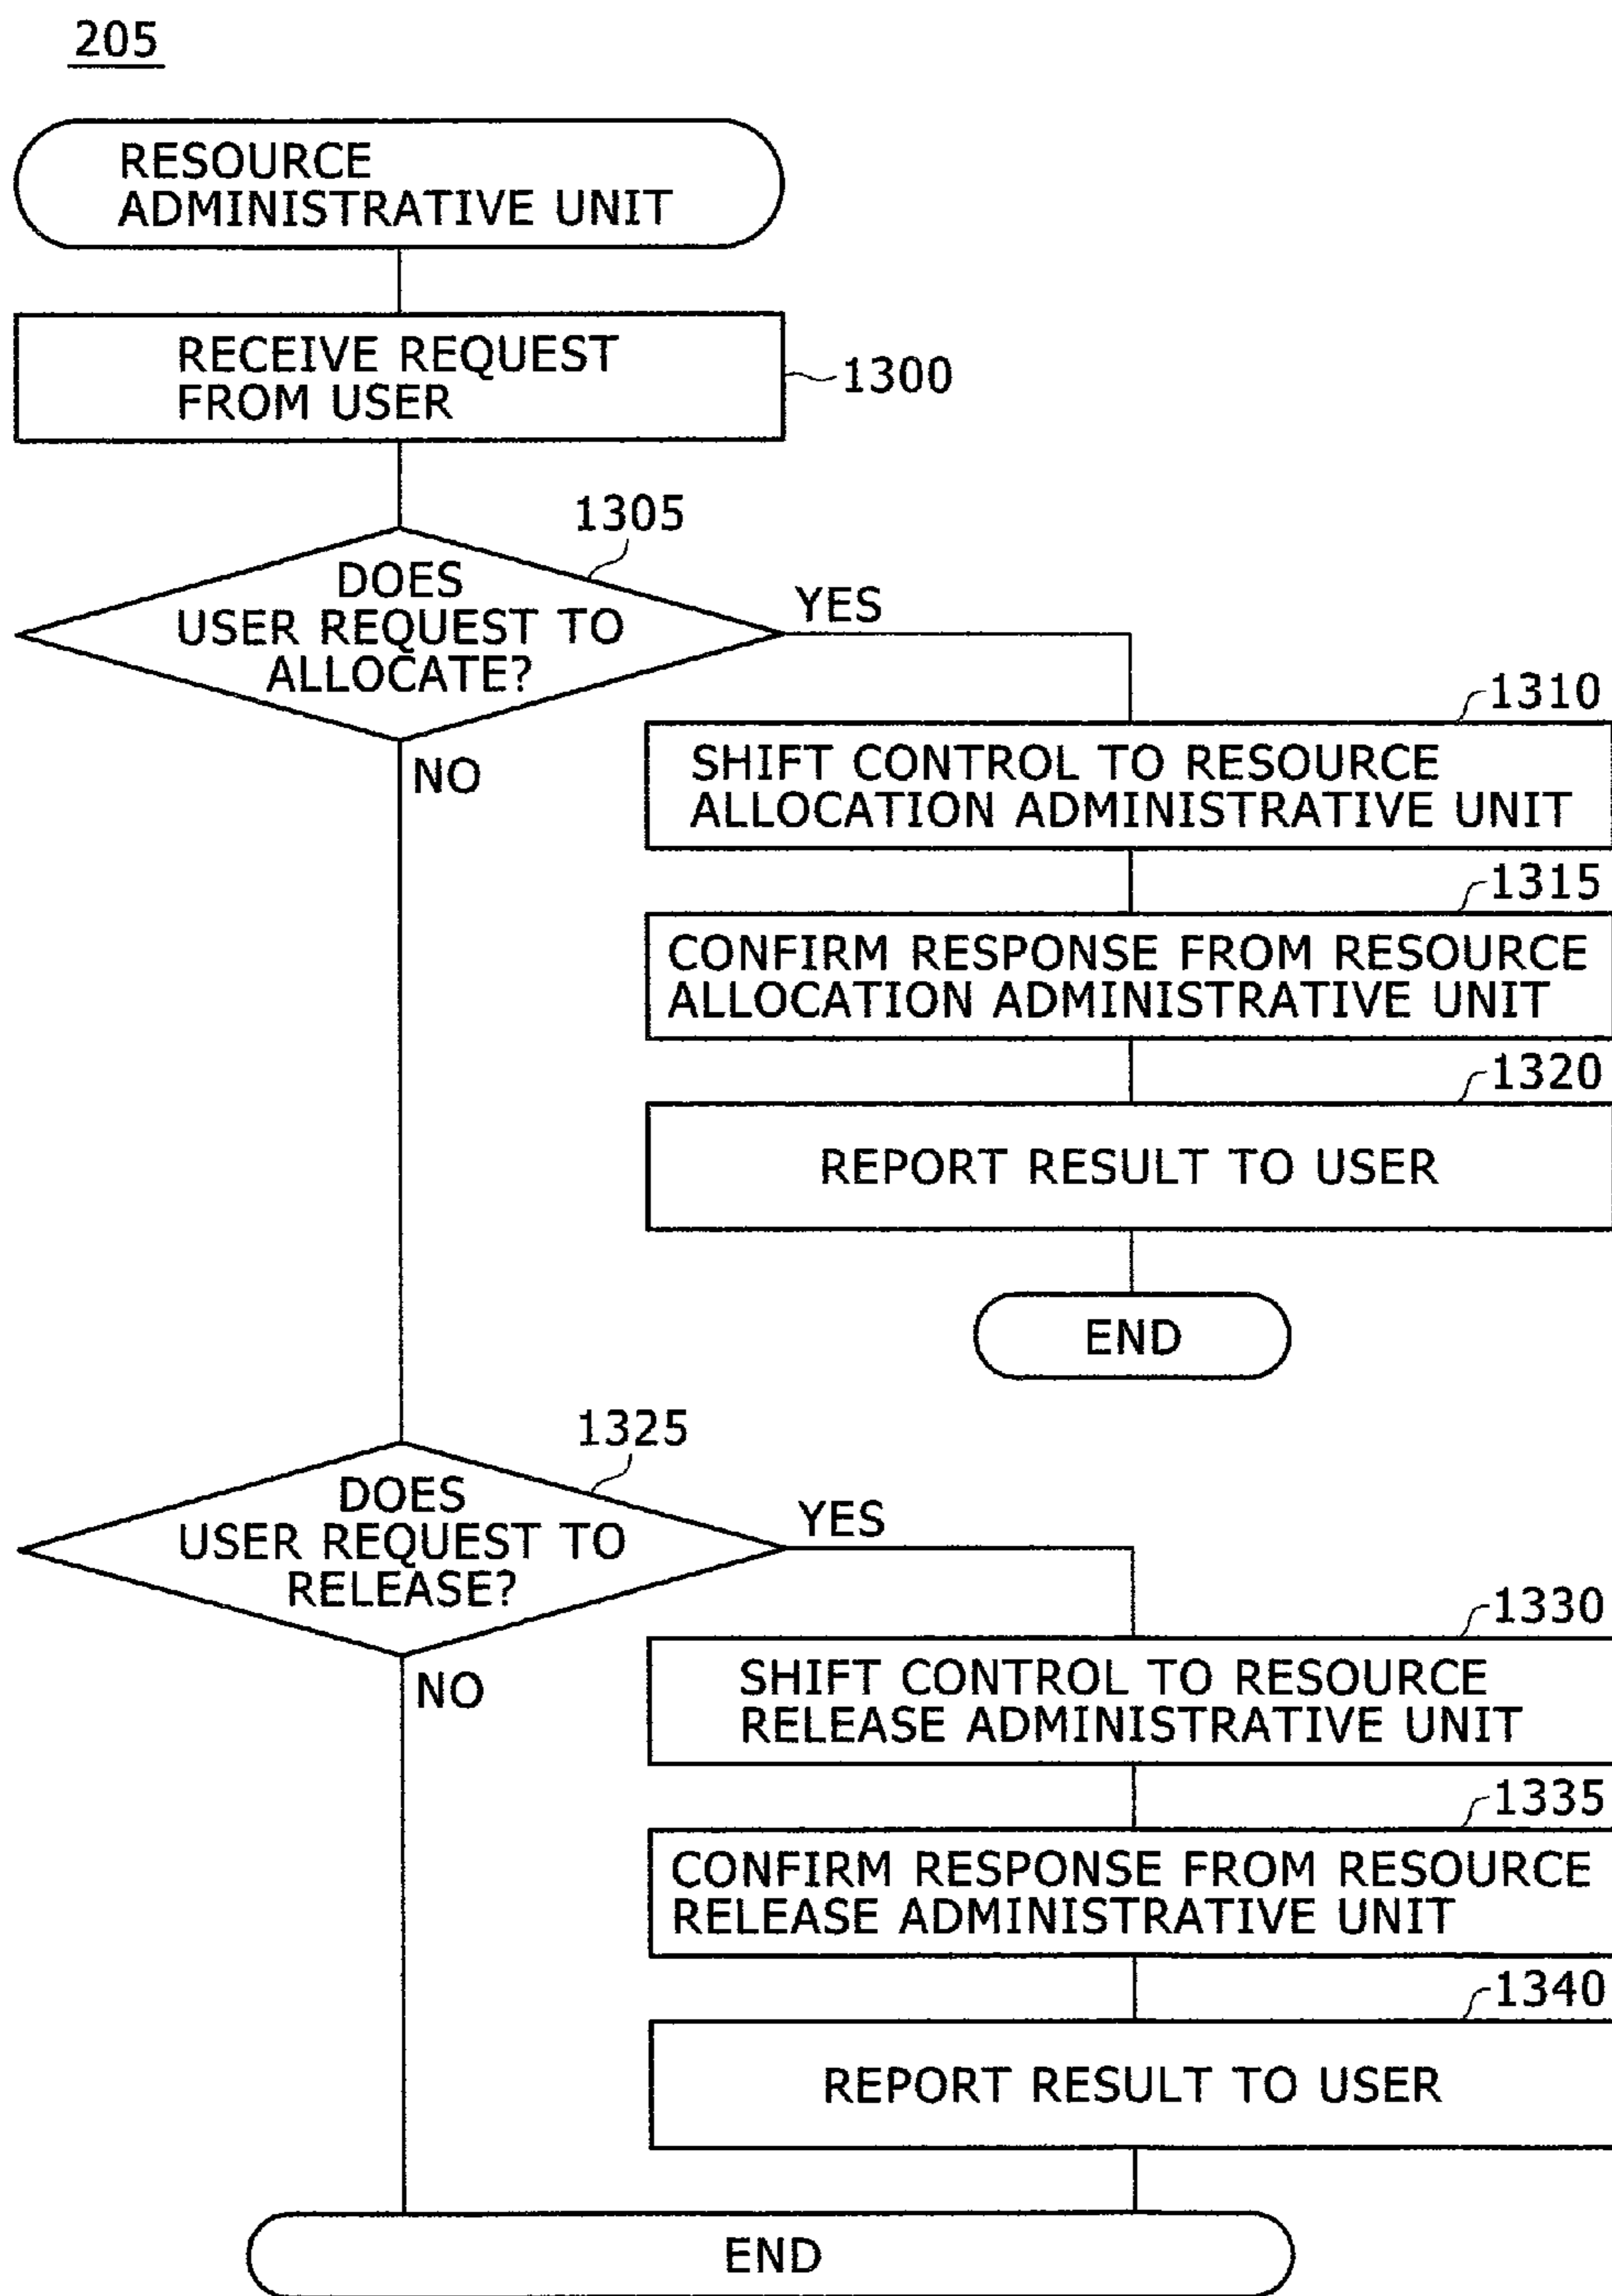 205
RESOURCE
ADMINISTRATIVE UNIT
RECEIVE REQUEST
FROM USER
1300
1305
DOES
USER REQUEST TO
ALLOCATE?
YES
NO
1310
SHIFT CONTROL TO RESOURCE
ALLOCATION ADMINISTRATIVE UNIT
1315
CONFIRM RESPONSE FROM RESOURCE
ALLOCATION ADMINISTRATIVE UNIT
1320
REPORT RESULT TO USER
END
1325
DOES
USER REQUEST TO
RELEASE?
YES
NO
1330
SHIFT CONTROL TO RESOURCE
RELEASE ADMINISTRATIVE UNIT
1335
CONFIRM RESPONSE FROM RESOURCE
RELEASE ADMINISTRATIVE UNIT
1340
REPORT RESULT TO USER
END